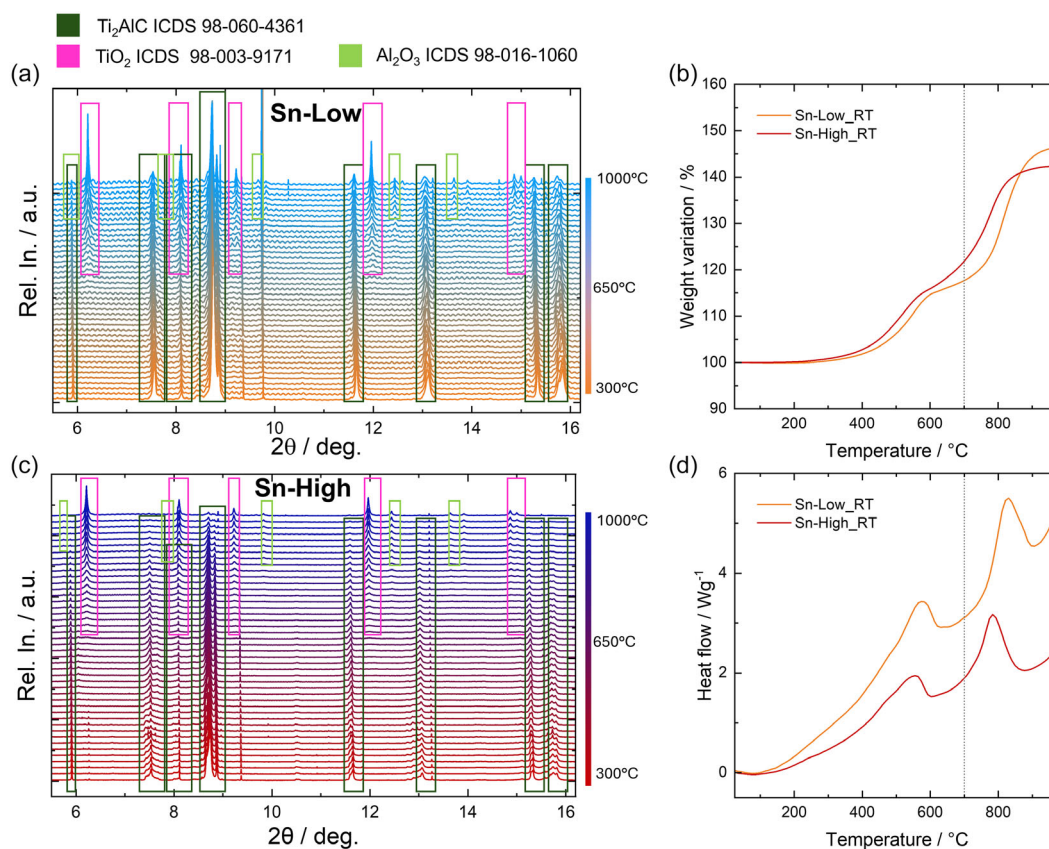 Ti₂AlC ICDS 98-060-4361
TiO₂ ICDS 98-003-9171
Al₂O₃ ICDS 98-016-1060
(a)
Sn-Low
Rel. In. / a.u.
1000ºC
650ºC
300ºC
6 8 10 12 14 16
2θ / deg.
(b)
160
150
140
130
120
110
100
90
Sn-Low_RT
Sn-High_RT
Weight variation / %
200 400 600 800
Temperature / °C
(c)
Sn-High
Rel. In. / a.u.
1000ºC
650ºC
300ºC
6 8 10 12 14 16
2θ / deg.
(d)
6
4
2
0
Sn-Low_RT
Sn-High_RT
Heat flow / Wg⁻¹
200 400 600 800
Temperature / °C